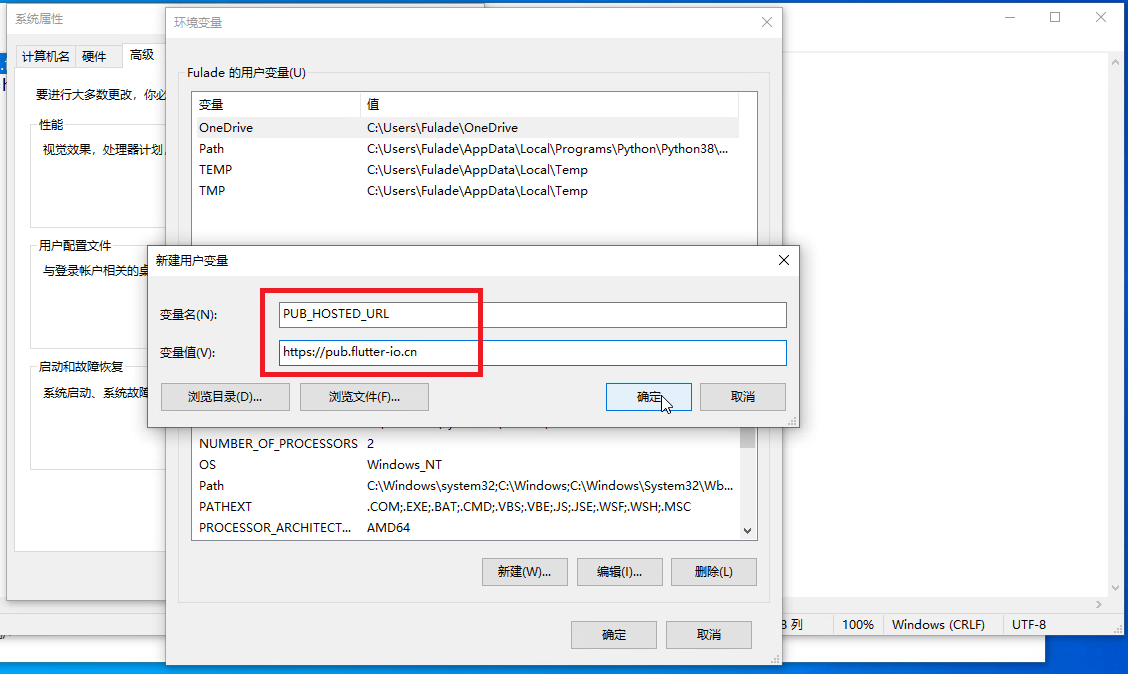 系统属性
计算机名
硬件
高级
要进行大多数更改，你必
性能
视觉效果，处理器计划，
用户配置文件
与登录帐户相关的桌
启动和故障恢复
系统启动、系统故障
环境变量
Fulade 的用户变量(U)
变量 值
OneDrive C:\Users\Fulade\OneDrive
Path C:\Users\Fulade\AppData\Local\Programs\Python\Python38\...
TEMP C:\Users\Fulade\AppData\Local\Temp
TMP C:\Users\Fulade\AppData\Local\Temp
新建用户变量
变量名(N): PUB_HOSTED_URL
变量值(V): https://pub.flutter-io.cn
浏览目录(D)... 浏览文件(F)... 确定 取消
NUMBER_OF_PROCESSORS 2
OS Windows_NT
Path C:\Windows\system32;C:\Windows;C:\Windows\System32\Wb...
PATHEXT .COM;.EXE;.BAT;.CMD;.VBS;.VBE;.JS;.JSE;.WSF;.WSH;.MSC
PROCESSOR_ARCHITECT... AMD64
新建(W)... 编辑(I)... 删除(L)
确定 取消
8 列 100% Windows (CRLF) UTF-8